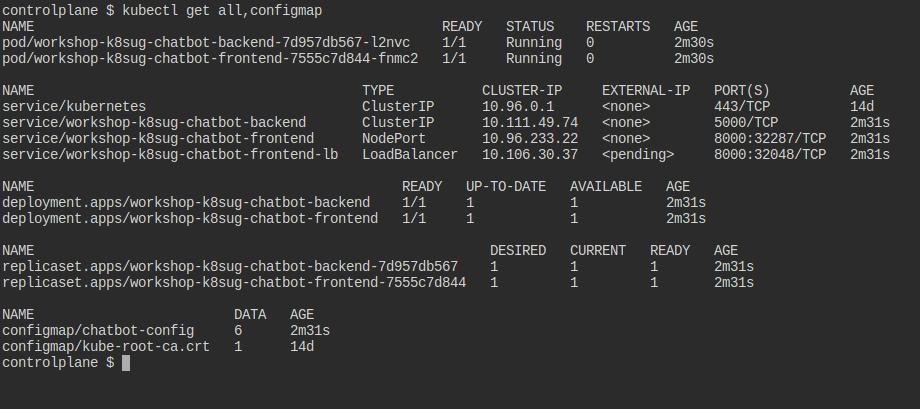 controlplane $ kubectl get all,configmap
NAME READY STATUS RESTARTS AGE
pod/workshop-k8sug-chatbot-backend-7d957db567-l2nvc 1/1 Running 0 2m30s
pod/workshop-k8sug-chatbot-frontend-7555c7d844-fnmc2 1/1 Running 0 2m30s
NAME TYPE CLUSTER-IP EXTERNAL-IP PORT(S) AGE
service/kubernetes ClusterIP 10.96.0.1 <none> 443/TCP 14d
service/workshop-k8sug-chatbot-backend ClusterIP 10.111.49.74 <none> 5000/TCP 2m31s
service/workshop-k8sug-chatbot-frontend NodePort 10.96.233.22 <none> 8000:32287/TCP 2m31s
service/workshop-k8sug-chatbot-frontend-lb LoadBalancer 10.106.30.37 <pending> 8000:32048/TCP 2m31s
NAME READY UP-TO-DATE AVAILABLE AGE
deployment.apps/workshop-k8sug-chatbot-backend 1/1 1 1 2m31s
deployment.apps/workshop-k8sug-chatbot-frontend 1/1 1 1 2m31s
NAME DESIRED CURRENT READY AGE
replicaset.apps/workshop-k8sug-chatbot-backend-7d957db567 1 1 1 2m31s
replicaset.apps/workshop-k8sug-chatbot-frontend-7555c7d844 1 1 1 2m31s
NAME DATA AGE
configmap/chatbot-config 6 2m31s
configmap/kube-root-ca.crt 1 14d
controlplane $